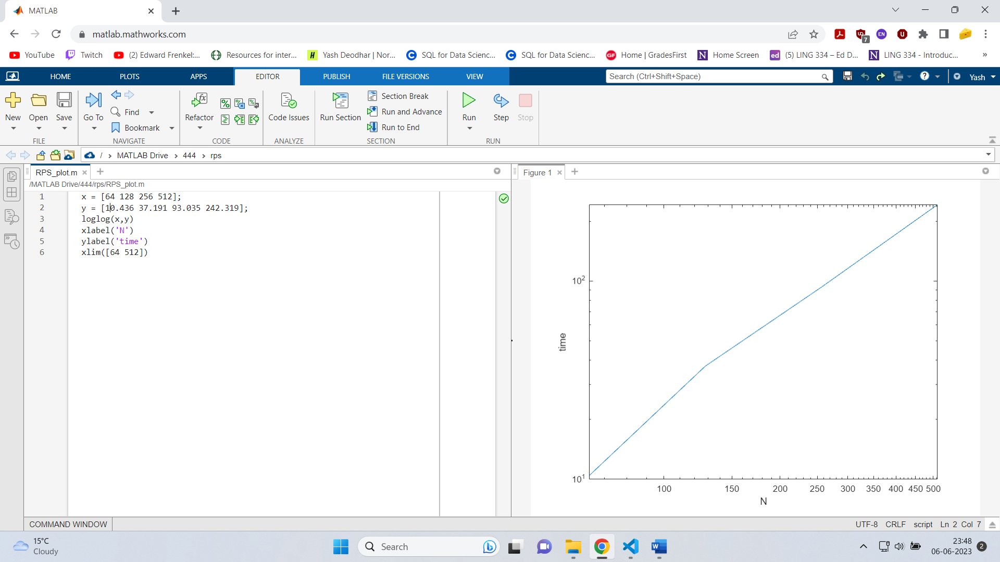 MATLAB
matlab.mathworks.com
7
EN
YouTube
Twitch
(2) Edward Frenkel:...
Resources for inter...
Yash Deodhar | Nor...
SQL for Data Scienc...
SQL for Data Scienc...
Home | GradesFirst
Home Screen
(5) LING 334 – Ed D...
LING 334 - Introduc...
HOME
PLOTS
APPS
EDITOR
PUBLISH
FILE VERSIONS
VIEW
Search (Ctrl+Shift+Space)
Yash
New
Open
Save
FILE
Go To
Find
Bookmark
NAVIGATE
Refactor
CODE
Code Issues
ANALYZE
Run Section
Section Break
Run and Advance
Run to End
SECTION
Run
Step
Stop
RUN
/ › MATLAB Drive › 444 › rps
RPS_plot.m
/MATLAB Drive/444/rps/RPS_plot.m
1 x = [64 128 256 512];
2 y = [10.436 37.191 93.035 242.319];
3 loglog(x,y)
4 xlabel('N')
5 ylabel('time')
6 xlim([64 512])
Figure 1
10²
10¹
time
100 150 200 250 300 350 400 450 500
N
COMMAND WINDOW
UTF-8 CRLF script Ln 2 Col 7
15°C
Cloudy
Search
23:48
06-06-2023
2